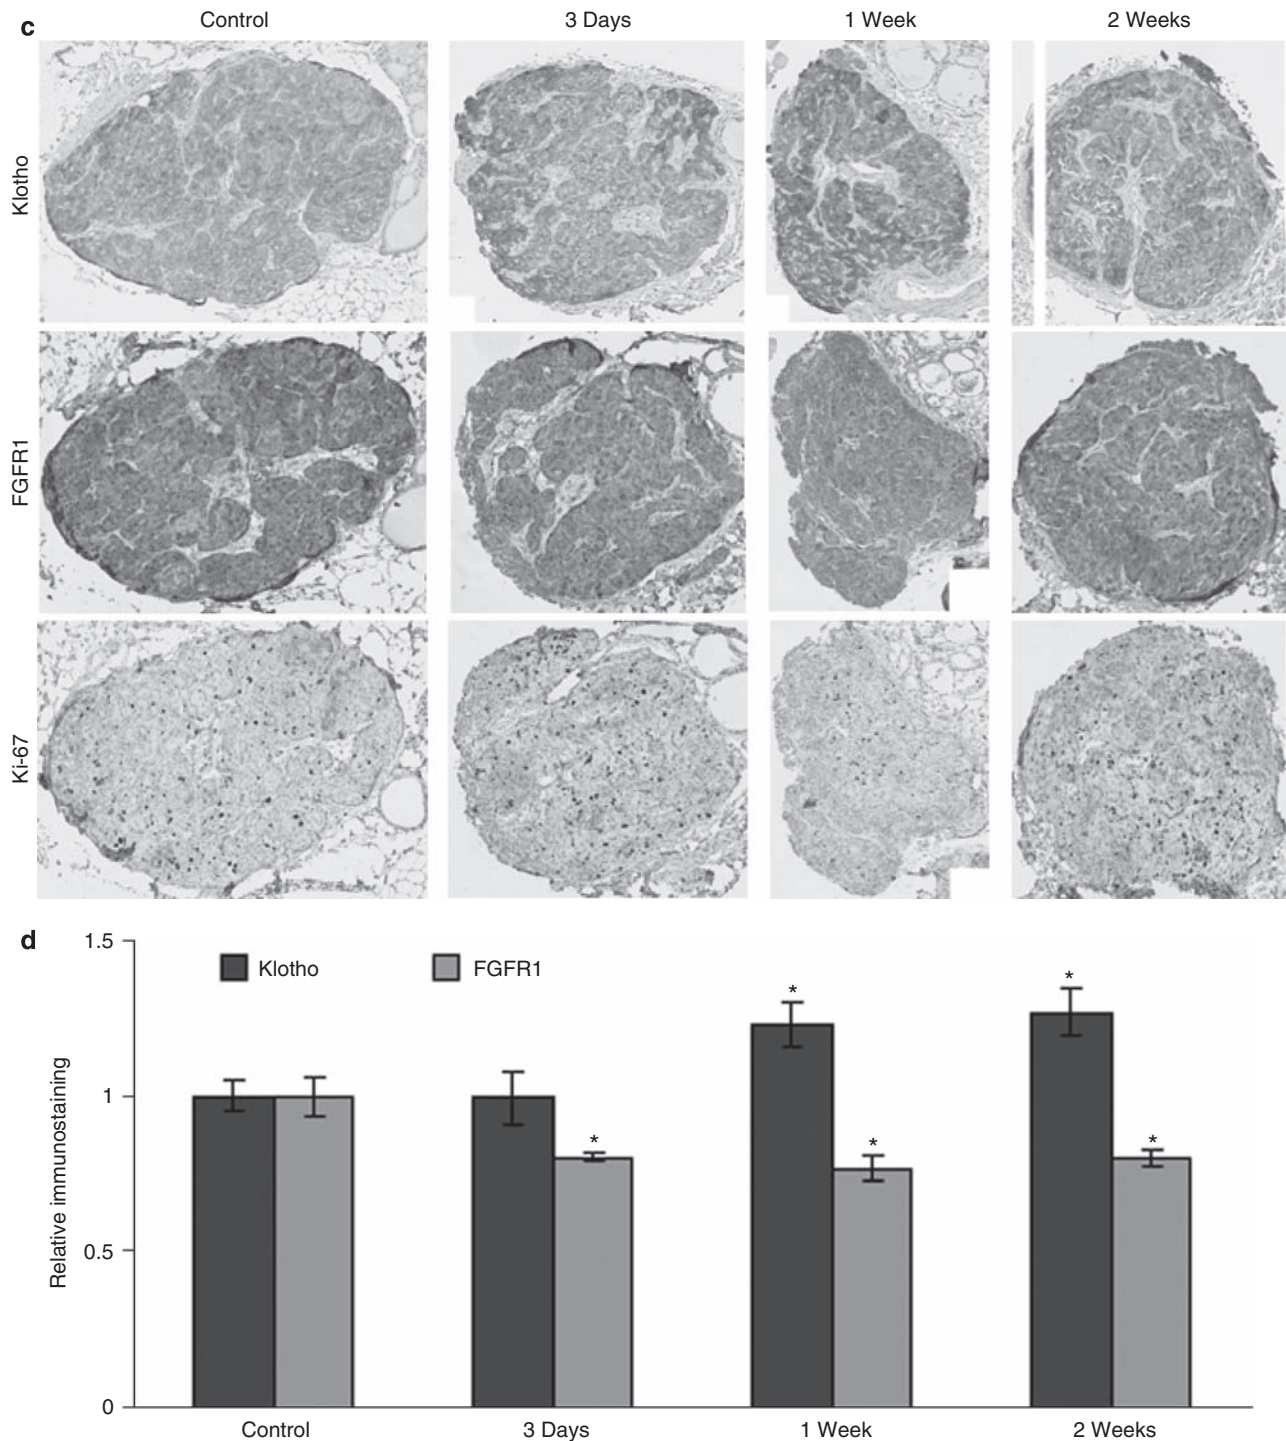 c
Control 3 Days 1 Week 2 Weeks
Klotho
FGFR1
Ki-67
d
Klotho FGFR1
Relative immunostaining
1.5
1
0.5
0
* * * * *
Control 3 Days 1 Week 2 Weeks